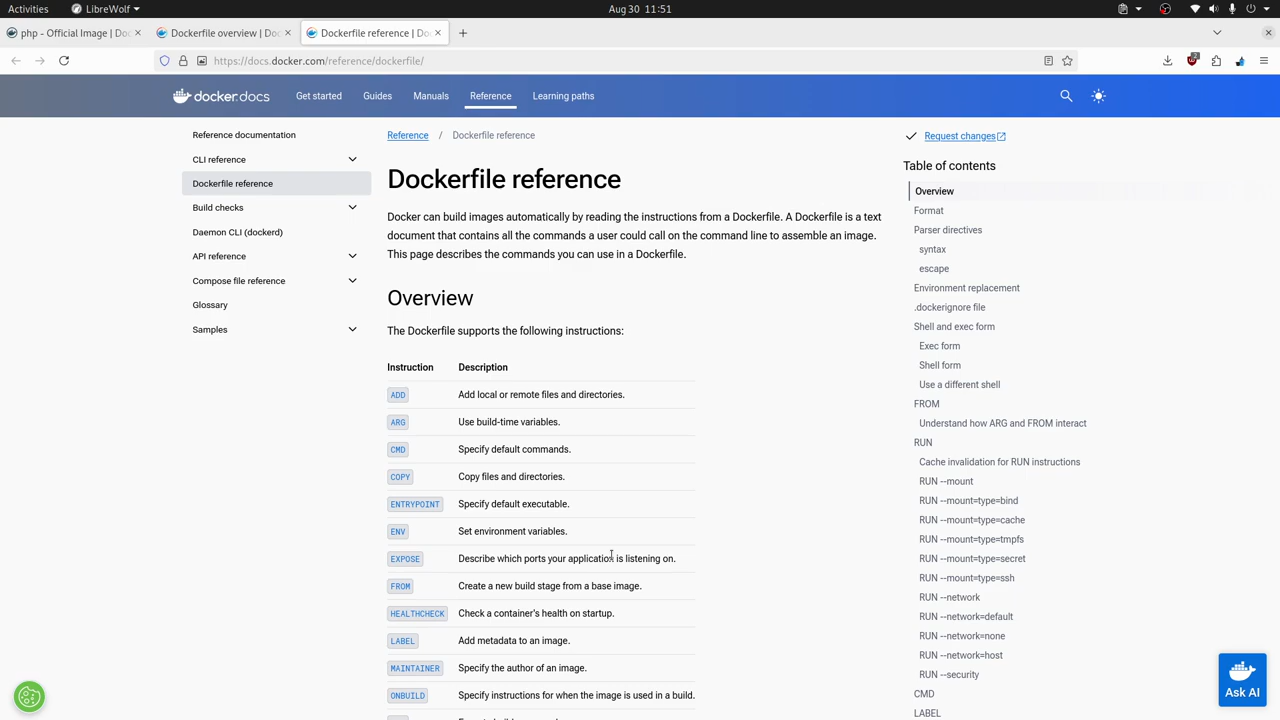 Activities
LibreWolf
Aug 30 11:51
php - Official Image | Doc
Dockerfile overview | Doc
Dockerfile reference | Doc
https://docs.docker.com/reference/dockerfile/
2
docker.docs
Get started
Guides
Manuals
Reference
Learning paths
Reference documentation
CLI reference
Dockerfile reference
Build checks
Daemon CLI (dockerd)
API reference
Compose file reference
Glossary
Samples
Reference / Dockerfile reference
Dockerfile reference
Docker can build images automatically by reading the instructions from a Dockerfile. A Dockerfile is a text
document that contains all the commands a user could call on the command line to assemble an image.
This page describes the commands you can use in a Dockerfile.
Overview
The Dockerfile supports the following instructions:
Instruction Description
ADD Add local or remote files and directories.
ARG Use build-time variables.
CMD Specify default commands.
COPY Copy files and directories.
ENTRYPOINT Specify default executable.
ENV Set environment variables.
EXPOSE Describe which ports your application is listening on.
FROM Create a new build stage from a base image.
HEALTHCHECK Check a container's health on startup.
LABEL Add metadata to an image.
MAINTAINER Specify the author of an image.
ONBUILD Specify instructions for when the image is used in a build.
Request changes
Table of contents
Overview
Format
Parser directives
syntax
escape
Environment replacement
.dockerignore file
Shell and exec form
Exec form
Shell form
Use a different shell
FROM
Understand how ARG and FROM interact
RUN
Cache invalidation for RUN instructions
RUN --mount
RUN --mount=type=bind
RUN --mount=type=cache
RUN --mount=type=tmpfs
RUN --mount=type=secret
RUN --mount=type=ssh
RUN --network
RUN --network=default
RUN --network=none
RUN --network=host
RUN --security
CMD
LABEL
Ask AI